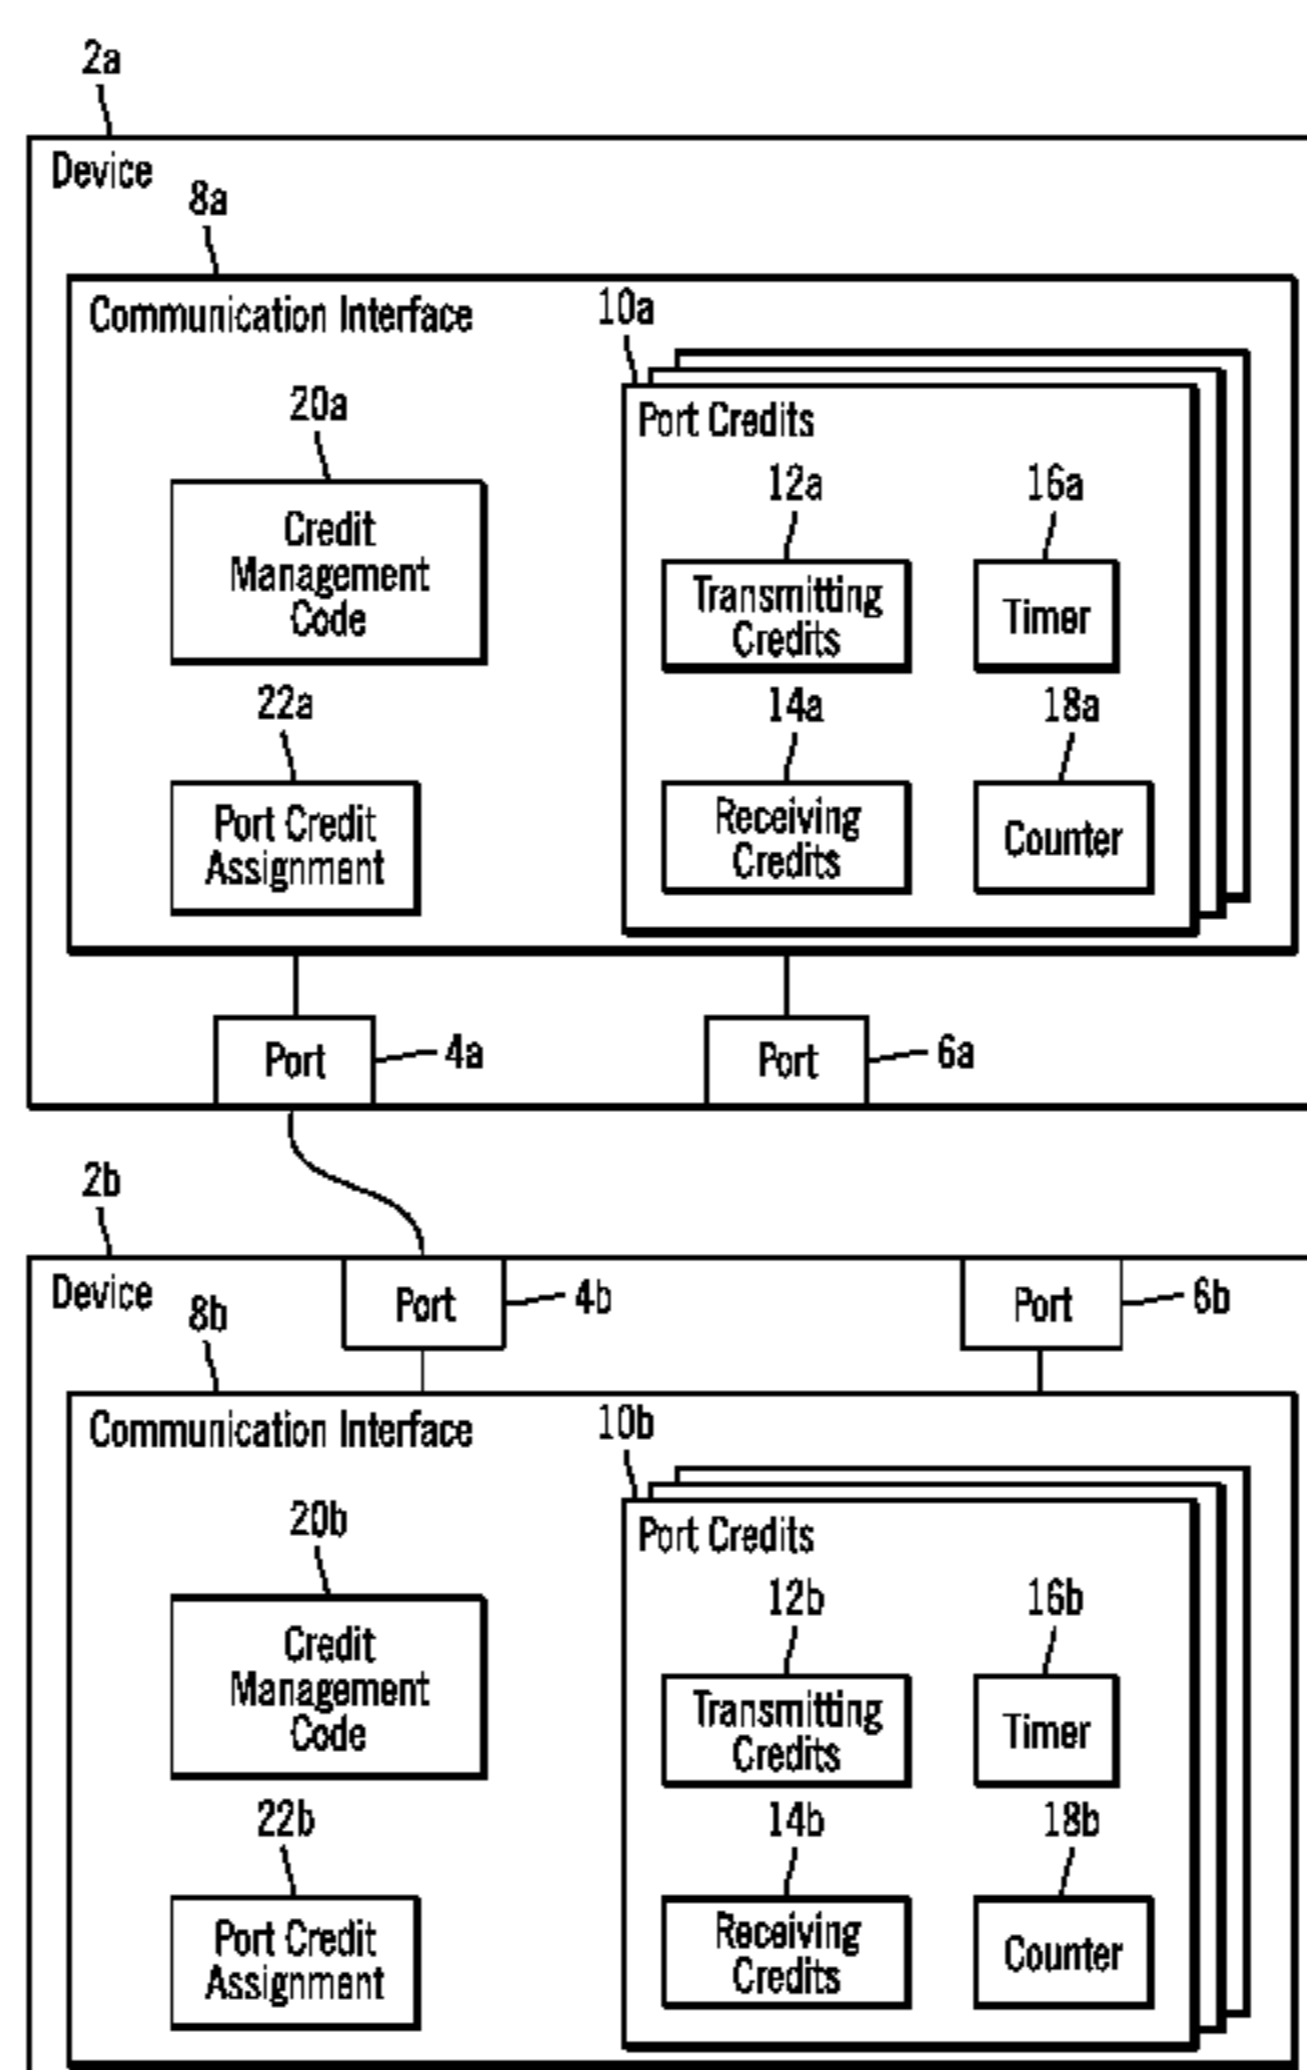 2a
Device
8a
Communication Interface
10a
20a
Port Credits
12a
16a
Credit
Management
Code
Transmitting
Credits
Timer
22a
14a
18a
Port Credit
Assignment
Receiving
Credits
Counter
Port
4a
Port
6a
2b
Device
Port
4b
Port
6b
8b
Communication Interface
10b
20b
Port Credits
12b
16b
Credit
Management
Code
Transmitting
Credits
Timer
22b
14b
18b
Port Credit
Assignment
Receiving
Credits
Counter